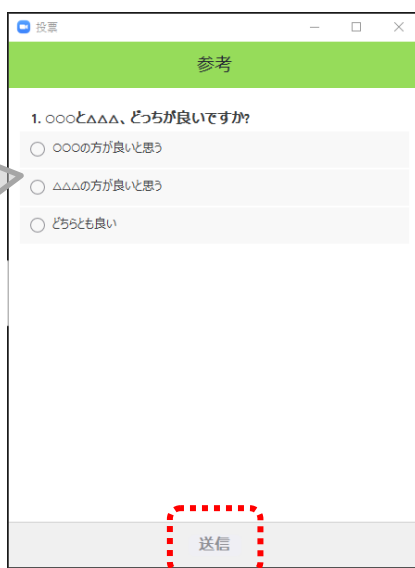 投票
参考
1. ○○○と△△△、どっちが良いですか?
○○○の方が良いと思う
△△△の方が良いと思う
どちらとも良い
送信